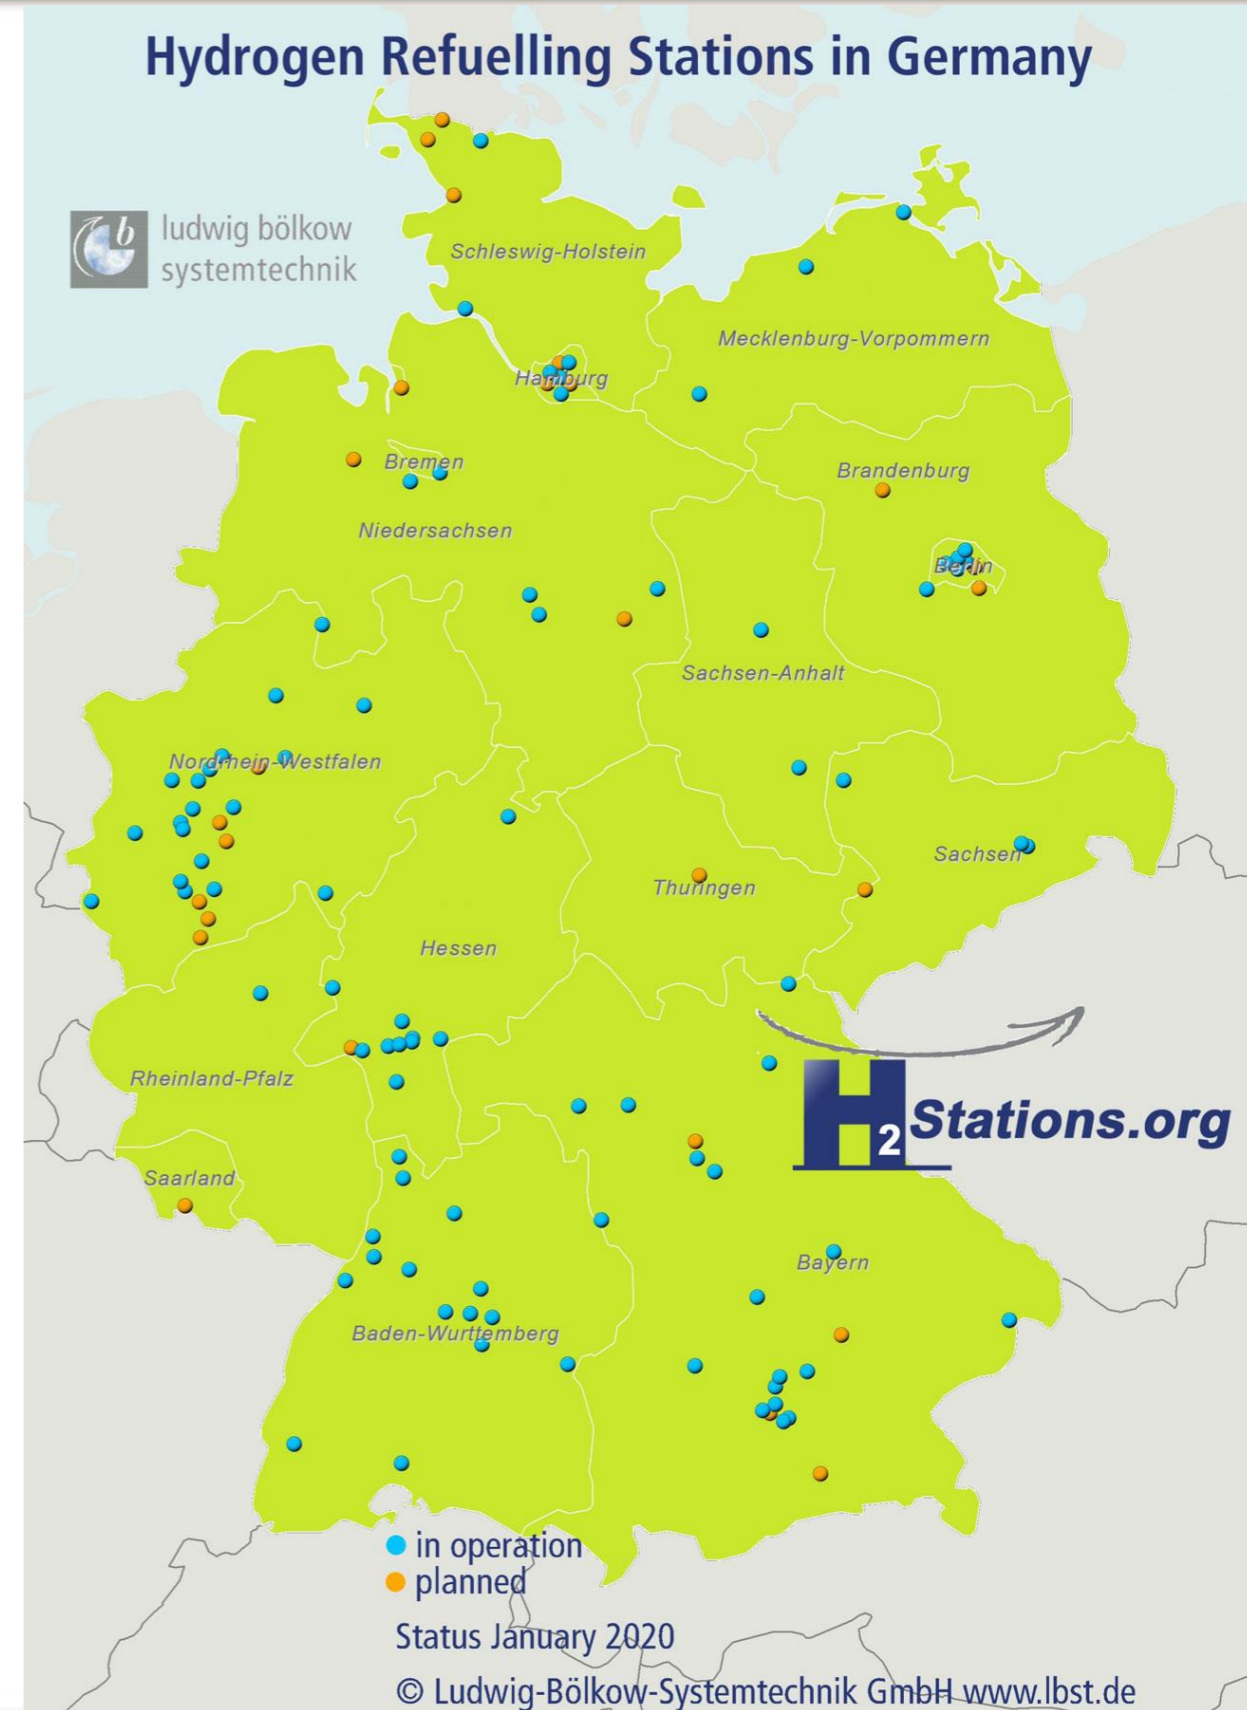 Hydrogen Refuelling Stations in Germany
b
ludwig bölkow
systemtechnik
Schleswig-Holstein
Mecklenburg-Vorpommern
Hamburg
Bremen
Brandenburg
Niedersachsen
Berlin
Sachsen-Anhalt
Nordrhein-Westfalen
Sachsen
Thuringen
Hessen
Rheinland-Pfalz
H2Stations.org
Saarland
Bayern
Baden-Wurttemberg
in operation
planned
Status January 2020
© Ludwig-Bölkow-Systemtechnik GmbH www.lbst.de